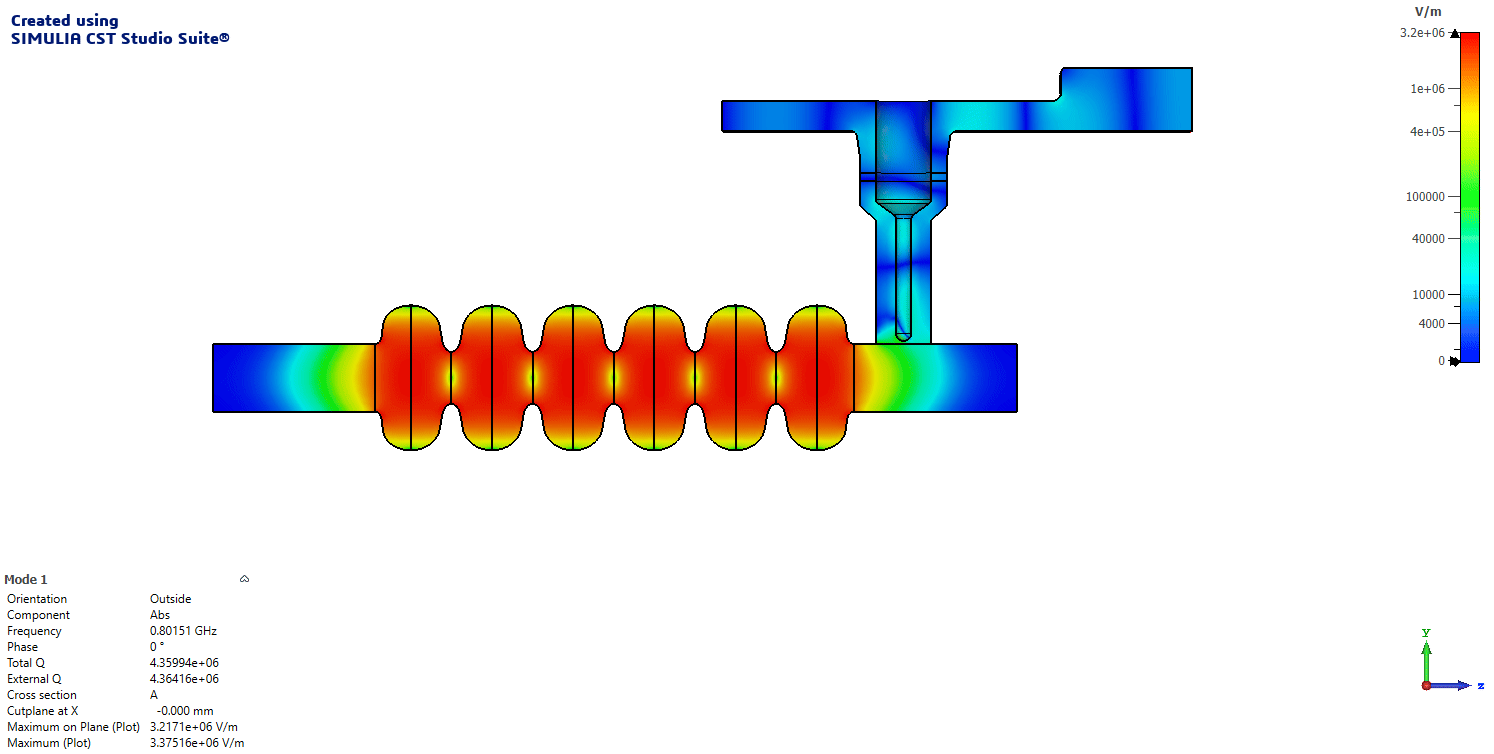 Created using
SIMULIA CST Studio Suite®
V/m
3.2e+06
1e+06
4e+05
100000
40000
10000
4000
0
Mode 1
Orientation Outside
Component Abs
Frequency 0.80151 GHz
Phase 0 °
Total Q 4.35994e+06
External Q 4.36416e+06
Cross section A
Cutplane at X -0.000 mm
Maximum on Plane (Plot) 3.2171e+06 V/m
Maximum (Plot) 3.37516e+06 V/m
y
z